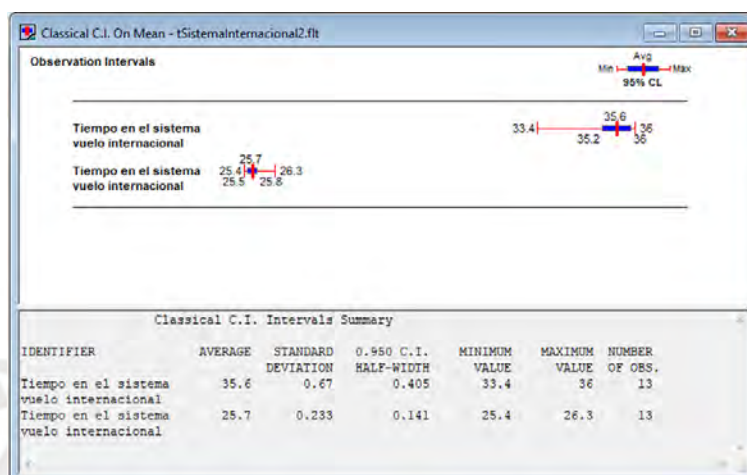 Classical C.I. On Mean - tSistemaInternacional2.flt
Observation Intervals
Avg
Min Max
95% CL
Tiempo en el sistema
vuelo internacional
33.4 35.6 36
35.2 36
Tiempo en el sistema
vuelo internacional
25.7
25.4 26.3
25.5 25.8
Classical C.I. Intervals Summary
IDENTIFIER AVERAGE STANDARD 0.950 C.I. MINIMUM MAXIMUM NUMBER
DEVIATION HALF-WIDTH VALUE VALUE OF OBS.
Tiempo en el sistema 35.6 0.67 0.405 33.4 36 13
vuelo internacional
Tiempo en el sistema 25.7 0.233 0.141 25.4 26.3 13
vuelo internacional